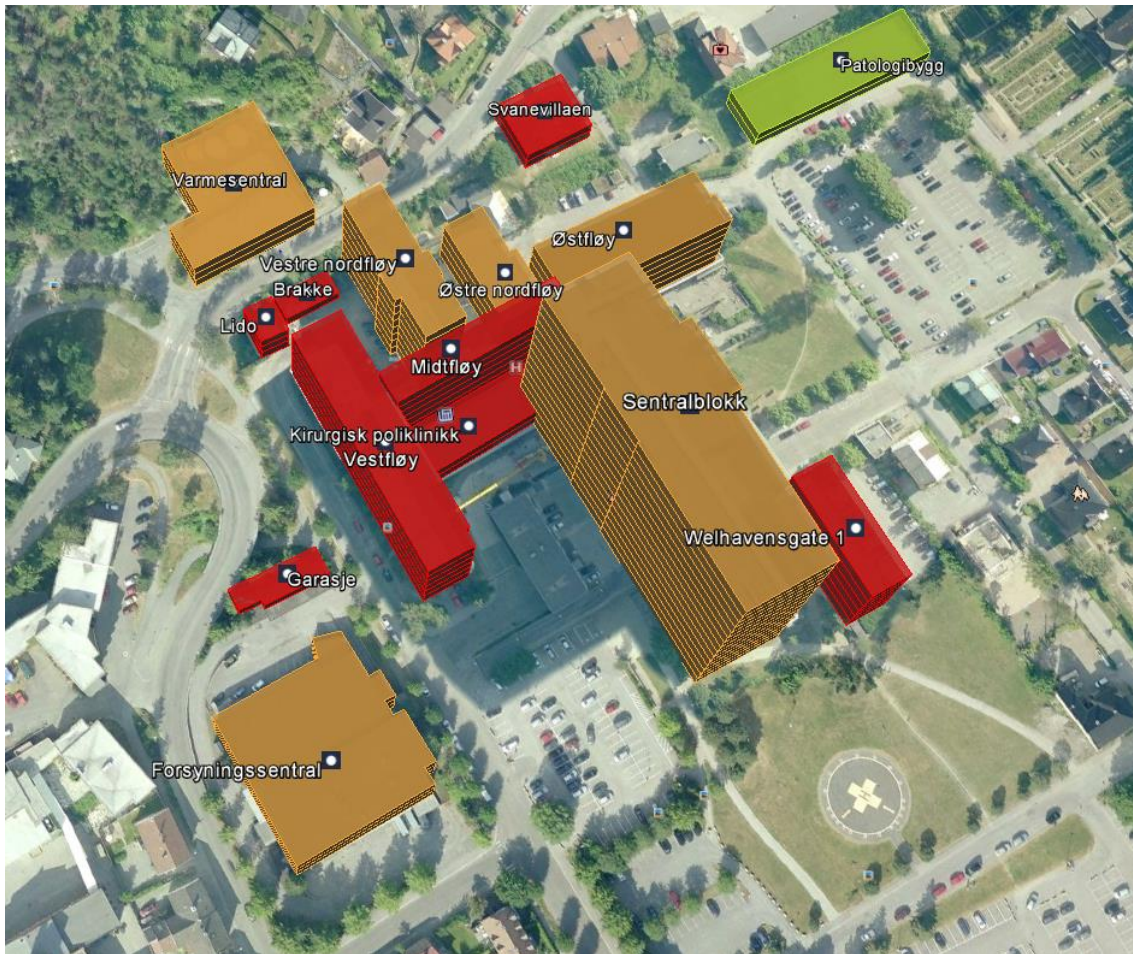 Patologibygg
Svanevillaen
Varmesentral
Østfløy
Vestre nordfløy
Brakke
Østre nordfløy
Lido
Midtfløy
H
Sentralblokk
Kirurgisk poliklinikk
Vestfløy
Welhavensgate 1
Garasje
Forsyningssentral